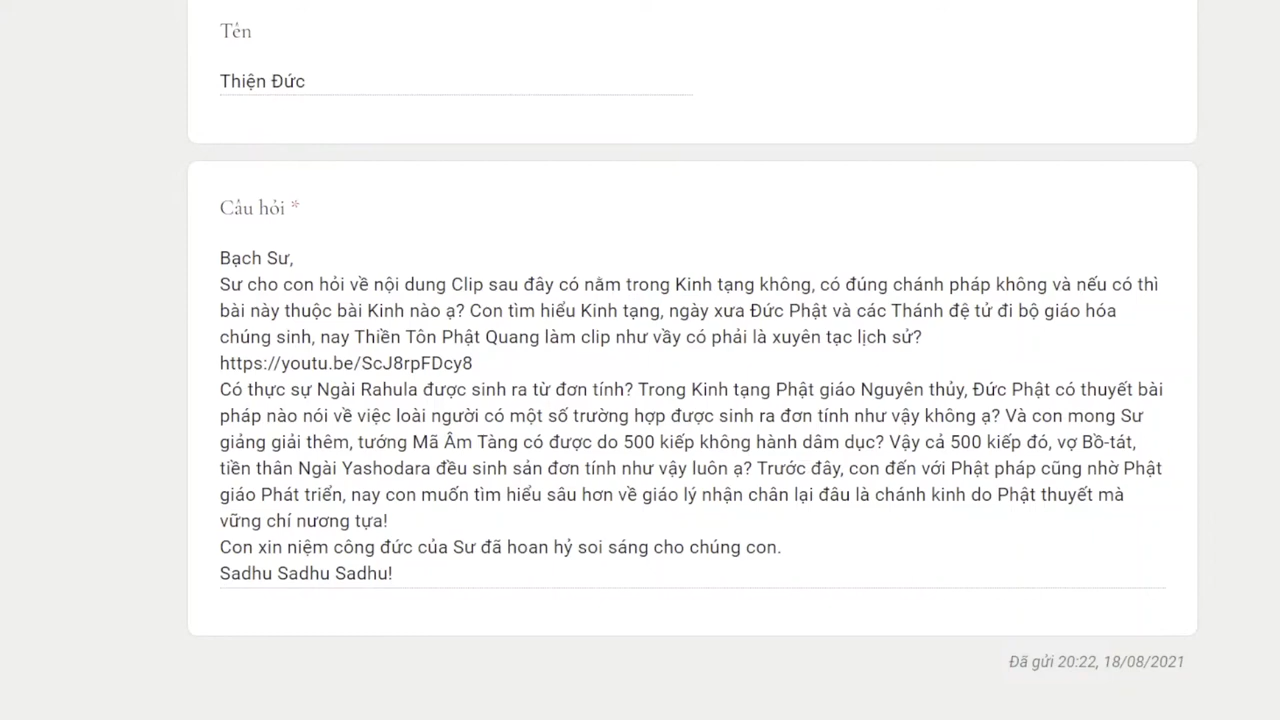 Tên
Thiện Đức
Câu hỏi *
Bạch Sư,
Sư cho con hỏi về nội dung Clip sau đây có nằm trong Kinh tạng không, có đúng chánh pháp không và nếu có thì
bài này thuộc bài Kinh nào ạ? Con tìm hiểu Kinh tạng, ngày xưa Đức Phật và các Thánh đệ tử đi bộ giáo hóa
chúng sinh, nay Thiền Tôn Phật Quang làm clip như vầy có phải là xuyên tạc lịch sử?
https://youtu.be/ScJ8rpFDcy8
Có thực sự Ngài Rahula được sinh ra từ đơn tính? Trong Kinh tạng Phật giáo Nguyên thủy, Đức Phật có thuyết bài
pháp nào nói về việc loài người có một số trường hợp được sinh ra đơn tính như vậy không ạ? Và con mong Sư
giảng giải thêm, tướng Mã Âm Tàng có được do 500 kiếp không hành dâm dục? Vậy cả 500 kiếp đó, vợ Bồ-tát,
tiền thân Ngài Yashodara đều sinh sản đơn tính như vậy luôn ạ? Trước đây, con đến với Phật pháp cũng nhờ Phật
giáo Phát triển, nay con muốn tìm hiểu sâu hơn về giáo lý nhận chân lại đâu là chánh kinh do Phật thuyết mà
vững chí nương tựa!
Con xin niệm công đức của Sư đã hoan hỷ soi sáng cho chúng con.
Sadhu Sadhu Sadhu!
Đã gửi 20:22, 18/08/2021